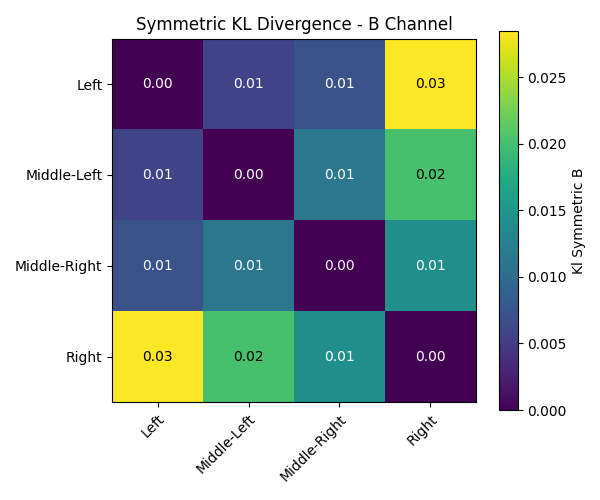 Symmetric KL Divergence - B Channel
Left 0.00 0.01 0.01 0.03
Middle-Left 0.01 0.00 0.01 0.02
Middle-Right 0.01 0.01 0.00 0.01
Right 0.03 0.02 0.01 0.00
Left Middle-Left Middle-Right Right
0.025
0.020
0.015
0.010
0.005
0.000
Kl Symmetric B